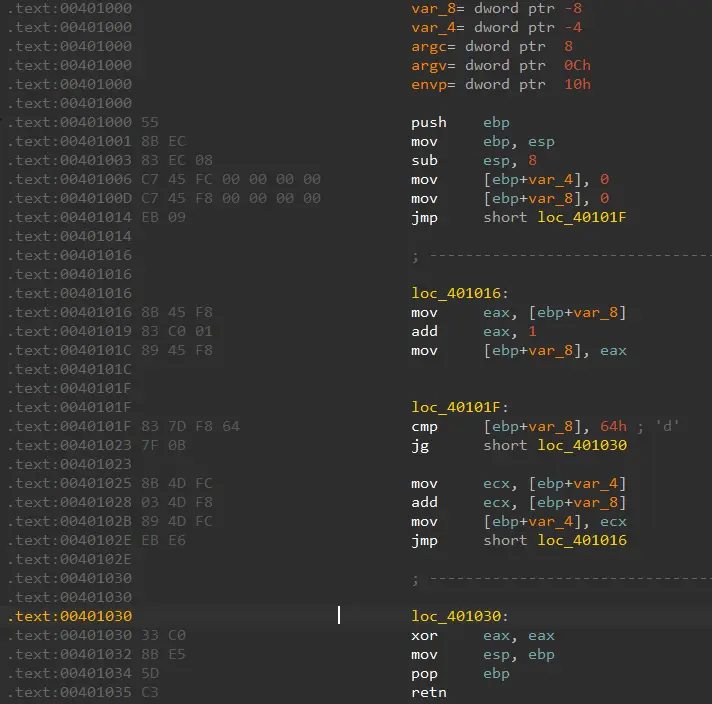 .text:00401000 var_8= dword ptr -8
.text:00401000 var_4= dword ptr -4
.text:00401000 argc= dword ptr  8
.text:00401000 argv= dword ptr  0Ch
.text:00401000 envp= dword ptr  10h
.text:00401000
.text:00401000 55 push ebp
.text:00401001 8B EC mov ebp, esp
.text:00401003 83 EC 08 sub esp, 8
.text:00401006 C7 45 FC 00 00 00 00 mov [ebp+var_4], 0
.text:0040100D C7 45 F8 00 00 00 00 mov [ebp+var_8], 0
.text:00401014 EB 09 jmp short loc_40101F
.text:00401014
.text:00401016 ; -------------------------------
.text:00401016
.text:00401016 loc_401016:
.text:00401016 8B 45 F8 mov eax, [ebp+var_8]
.text:00401019 83 C0 01 add eax, 1
.text:0040101C 89 45 F8 mov [ebp+var_8], eax
.text:0040101C
.text:0040101F
.text:0040101F loc_40101F:
.text:0040101F 83 7D F8 64 cmp [ebp+var_8], 64h ; 'd'
.text:00401023 7F 0B jg short loc_401030
.text:00401023
.text:00401025 8B 4D FC mov ecx, [ebp+var_4]
.text:00401028 03 4D F8 add ecx, [ebp+var_8]
.text:0040102B 89 4D FC mov [ebp+var_4], ecx
.text:0040102E EB E6 jmp short loc_401016
.text:0040102E
.text:00401030 ; -------------------------------
.text:00401030
.text:00401030 loc_401030:
.text:00401030 33 C0 xor eax, eax
.text:00401032 8B E5 mov esp, ebp
.text:00401034 5D pop ebp
.text:00401035 C3 retn